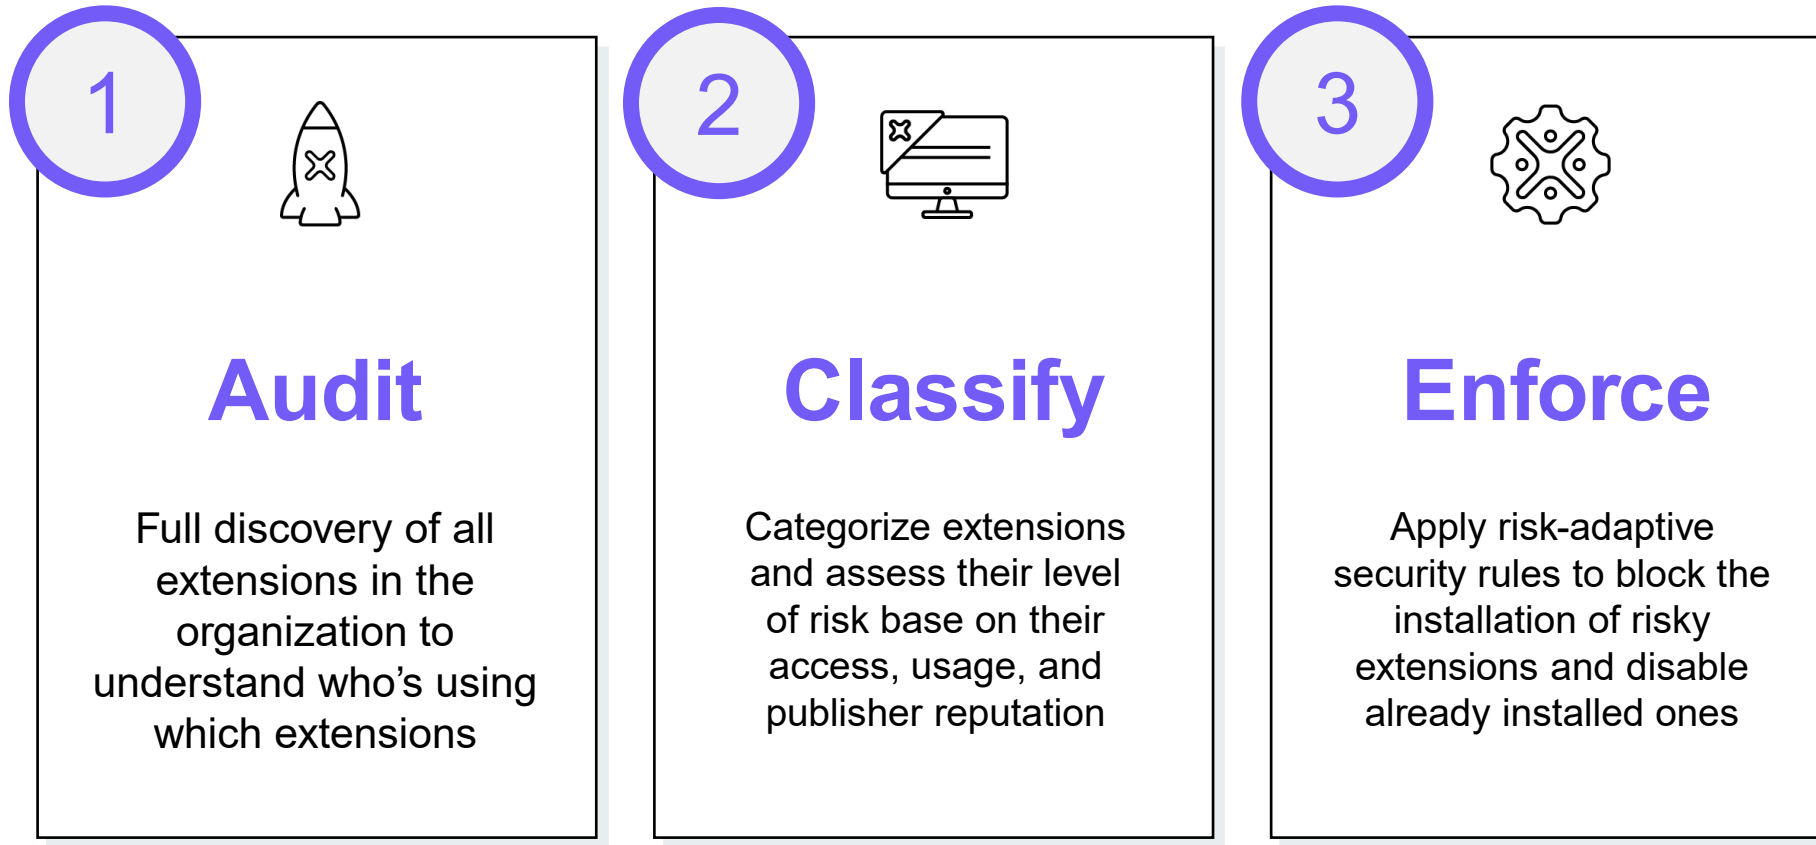 1
Audit
Full discovery of all
extensions in the
organization to
understand who’s using
which extensions
2
Classify
Categorize extensions
and assess their level
of risk base on their
access, usage, and
publisher reputation
3
Enforce
Apply risk-adaptive
security rules to block the
installation of risky
extensions and disable
already installed ones